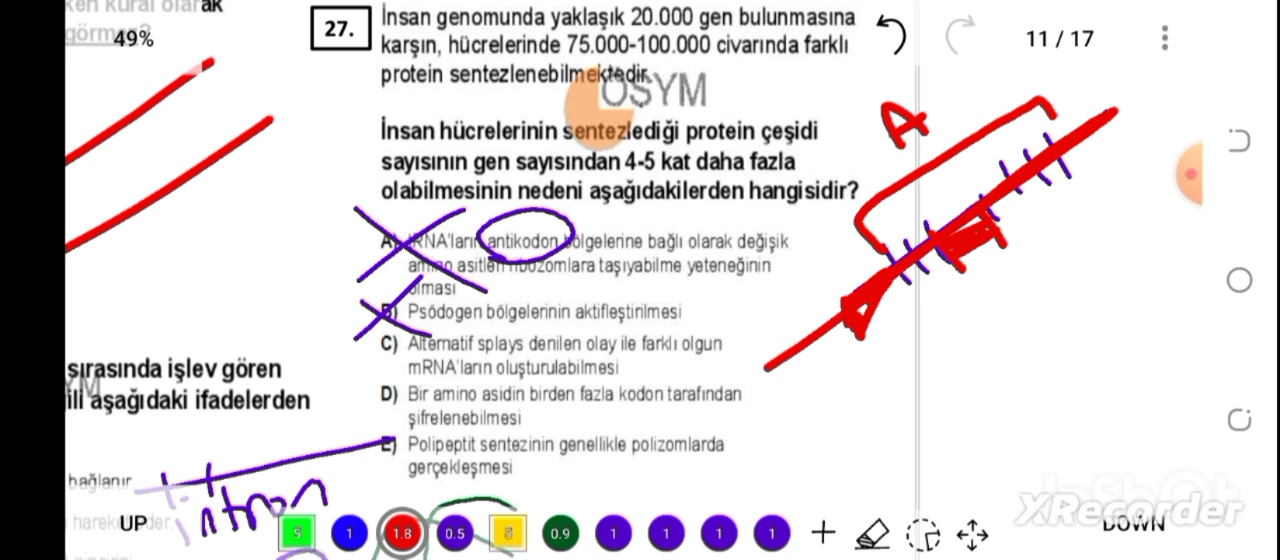 ken kural olarak
görmez?
49%
27.
İnsan genomunda yaklaşık 20.000 gen bulunmasına
karşın, hücrelerinde 75.000-100.000 civarında farklı
protein sentezlenebilmektedir.
ÖSYM
11 / 17
İnsan hücrelerinin sentezlediği protein çeşidi
sayısının gen sayısından 4-5 kat daha fazla
olabilmesinin nedeni aşağıdakilerden hangisidir?
A
A) tRNA'ların antikodon bölgelerine bağlı olarak değişik
amino asitleri ribozomlara taşıyabilme yeteneğinin
olması
B) Psödogen bölgelerinin aktifleştirilmesi
C) Alternatif splays denilen olay ile farklı olgun
mRNA'ların oluşturulabilmesi
D) Bir amino asidin birden fazla kodon tarafından
şifrelenebilmesi
E) Polipeptit sentezinin genellikle polizomlarda
gerçekleşmesi
sırasında işlev gören
YM
ili aşağıdaki ifadelerden
bağlanır
intron
hareket eder.
UP
5 1 1.8 0.5 5 0.9 1 1 1 1
XRecorder
DOWN